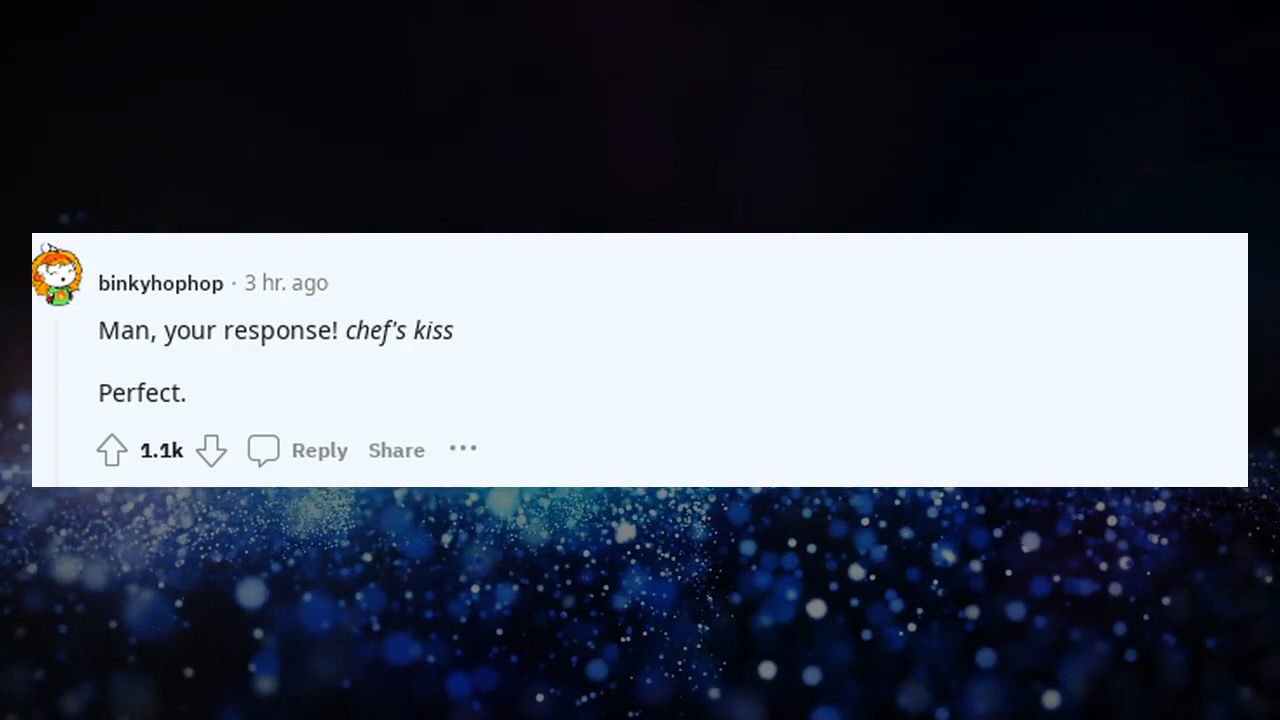 binkyhophop · 3 hr. ago
Man, your response! chef's kiss
Perfect.
1.1k Reply Share ···